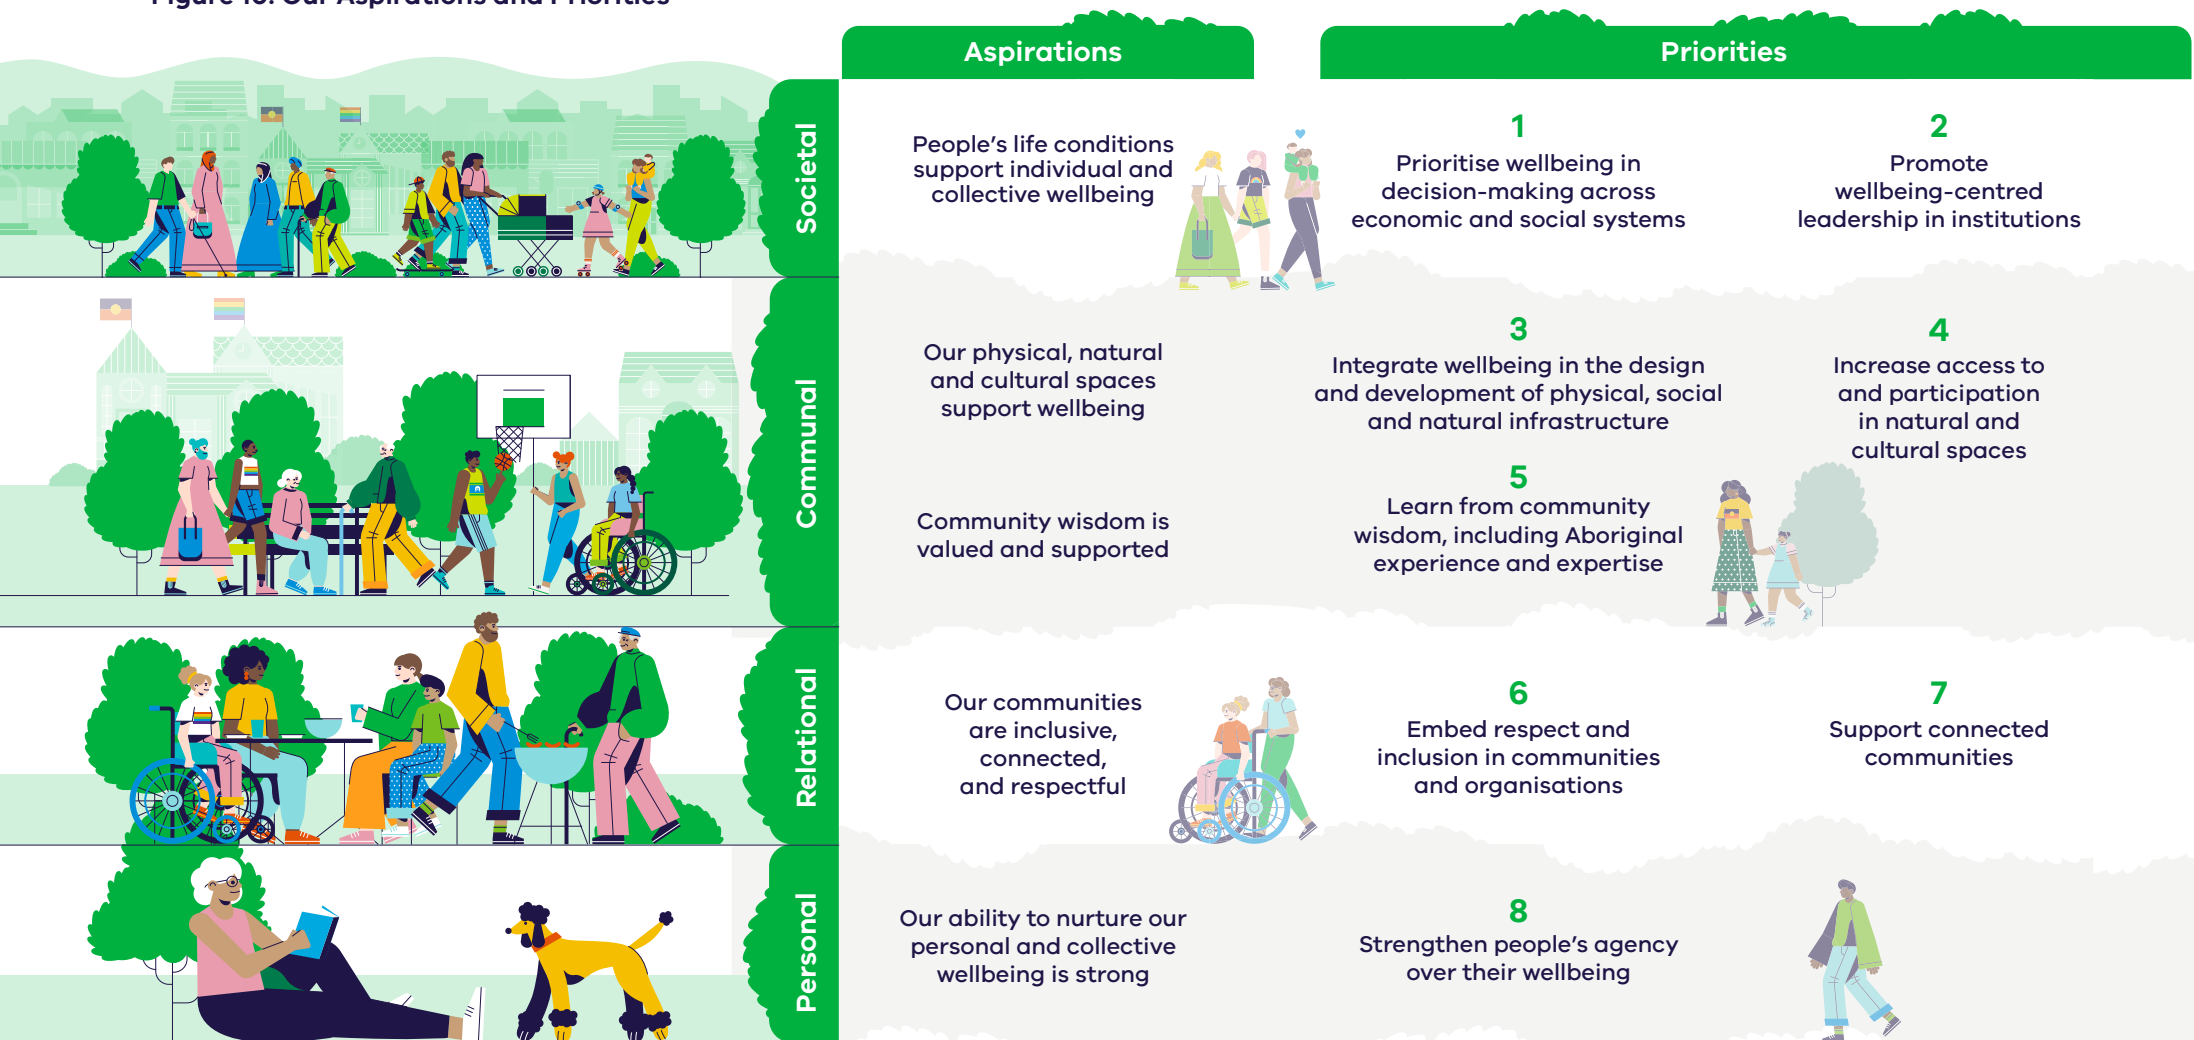 Figure 10: Our Aspirations and Priorities
Aspirations
Priorities
Societal
People's life conditions
support individual and
collective wellbeing
1
Prioritise wellbeing in
decision-making across
economic and social systems
2
Promote
wellbeing-centred
leadership in institutions
Communal
Our physical, natural
and cultural spaces
support wellbeing
3
Integrate wellbeing in the design
and development of physical, social
and natural infrastructure
4
Increase access to
and participation
in natural and
cultural spaces
Community wisdom is
valued and supported
5
Learn from community
wisdom, including Aboriginal
experience and expertise
Relational
Our communities
are inclusive,
connected,
and respectful
6
Embed respect and
inclusion in communities
and organisations
7
Support connected
communities
Personal
Our ability to nurture our
personal and collective
wellbeing is strong
8
Strengthen people's agency
over their wellbeing